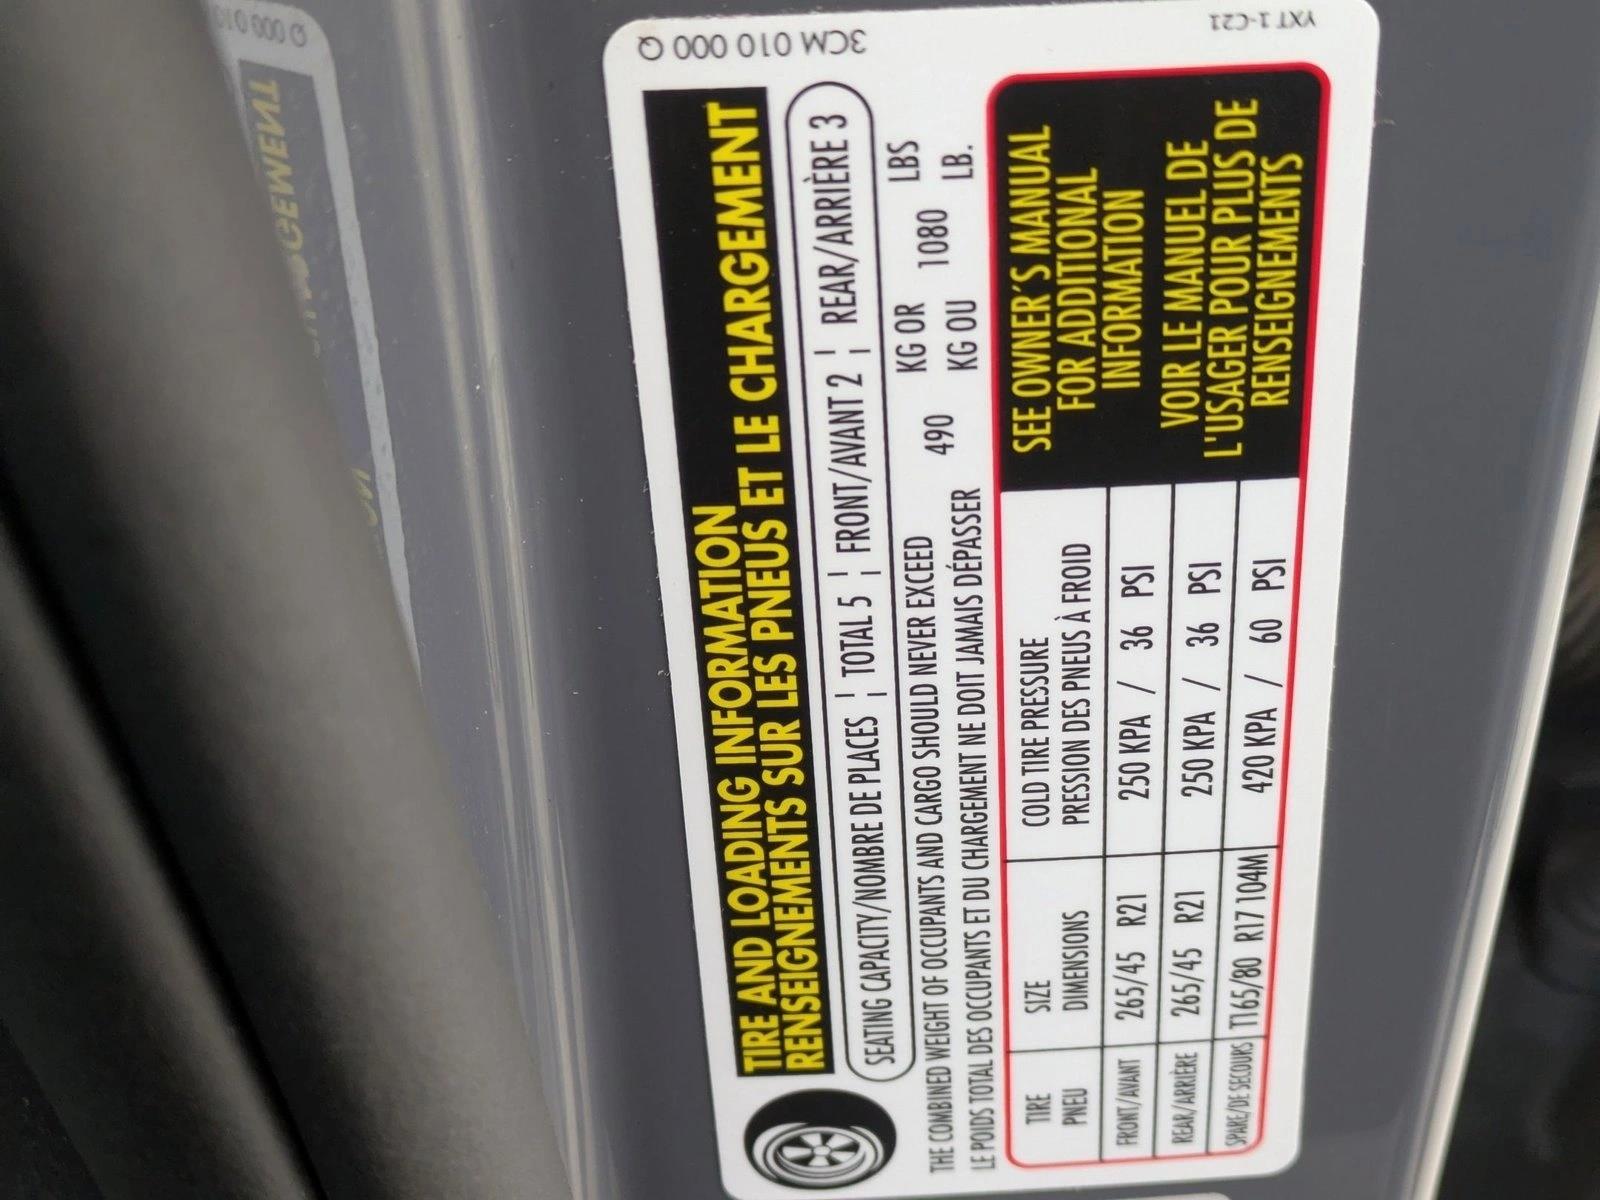 3CM 010 000 Q
YXT 1-C21
TIRE AND LOADING INFORMATION
RENSEIGNEMENTS SUR LES PNEUS ET LE CHARGEMENT
SEATING CAPACITY/NOMBRE DE PLACES ¦ TOTAL 5 ¦ FRONT/AVANT 2 ¦ REAR/ARRIÈRE 3
THE COMBINED WEIGHT OF OCCUPANTS AND CARGO SHOULD NEVER EXCEED 490 KG OR 1080 LBS
LE POIDS TOTAL DES OCCUPANTS ET DU CHARGEMENT NE DOIT JAMAIS DÉPASSER KG OU LB.
TIRE SIZE COLD TIRE PRESSURE
PNEU DIMENSIONS PRESSION DES PNEUS À FROID
FRONT/AVANT 265/45 R21 250 KPA / 36 PSI
REAR/ARRIÈRE 265/45 R21 250 KPA / 36 PSI
SPARE/DE SECOURS T165/80 R17 104M 420 KPA / 60 PSI
SEE OWNER'S MANUAL
FOR ADDITIONAL
INFORMATION
VOIR LE MANUEL DE
L'USAGER POUR PLUS DE
RENSEIGNEMENTS